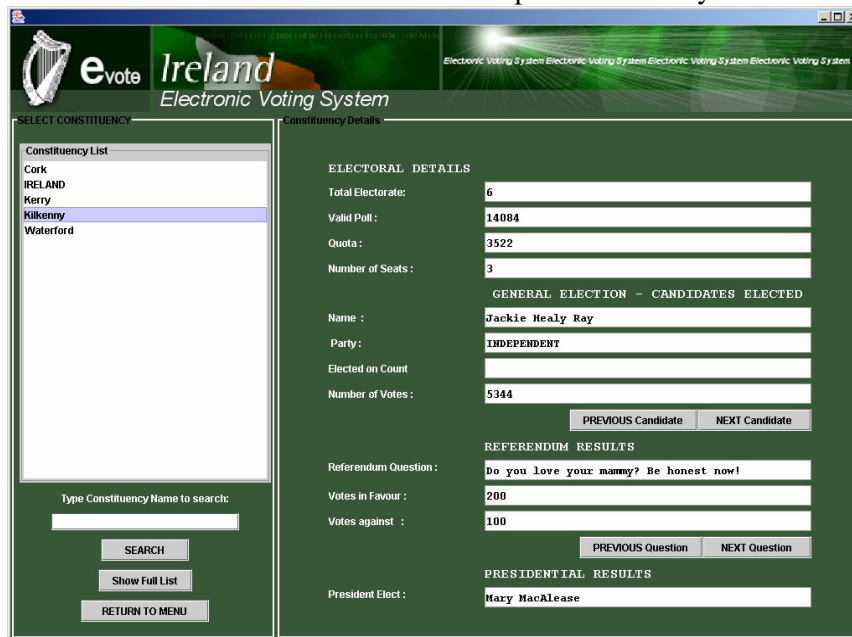 evote Ireland
Electronic Voting System
Electronic Voting System Electronic Voting System Electronic Voting System Electronic Voting System
SELECT CONSTITUENCY
Constituency List
Cork
IRELAND
Kerry
Kilkenny
Waterford
Type Constituency Name to search:
SEARCH
Show Full List
RETURN TO MENU
Constituency Details
ELECTORAL DETAILS
Total Electorate: 6
Valid Poll : 14084
Quota : 3522
Number of Seats : 3
GENERAL ELECTION - CANDIDATES ELECTED
Name : Jackie Healy Ray
Party : INDEPENDENT
Elected on Count
Number of Votes : 5344
PREVIOUS Candidate NEXT Candidate
REFERENDUM RESULTS
Referendum Question : Do you love your mammy? Be honest now!
Votes in Favour : 200
Votes against : 100
PREVIOUS Question NEXT Question
PRESIDENTIAL RESULTS
President Elect : Mary MacAlease